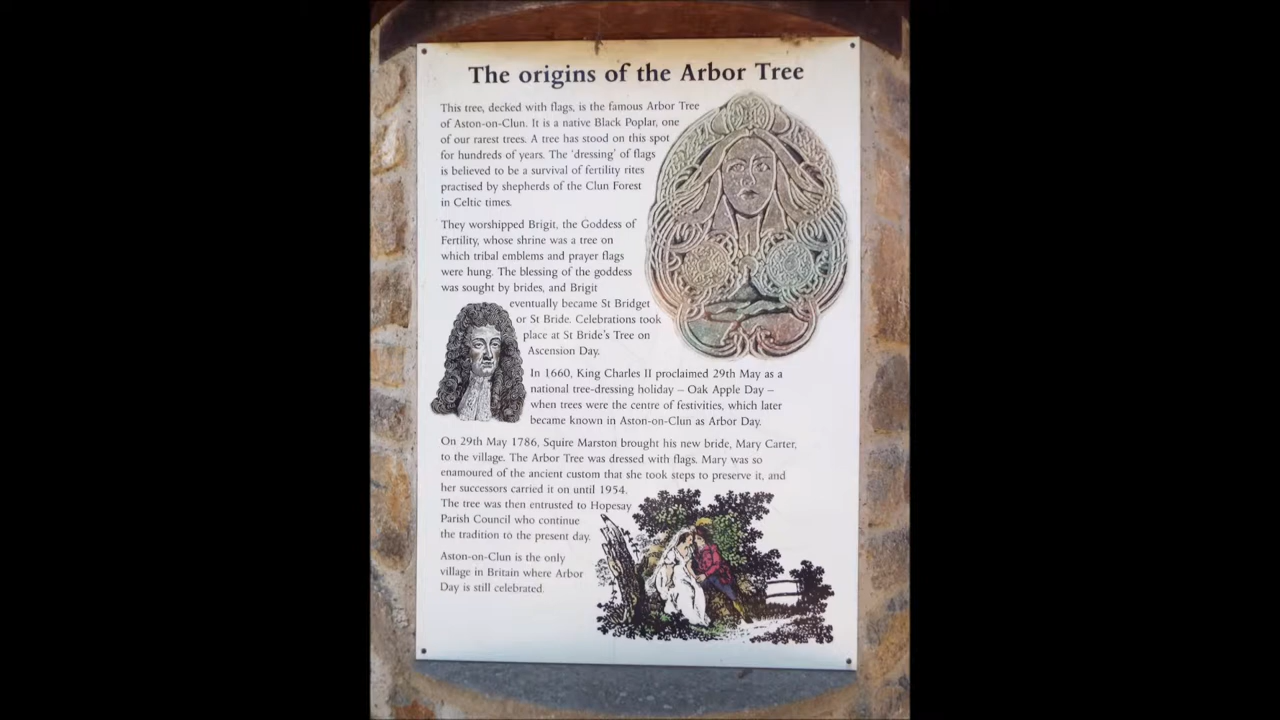 The origins of the Arbor Tree
This tree, decked with flags, is the famous Arbor Tree
of Aston-on-Clun. It is a native Black Poplar, one
of our rarest trees. A tree has stood on this spot
for hundreds of years. The ‘dressing’ of flags
is believed to be a survival of fertility rites
practised by shepherds of the Clun Forest
in Celtic times.
They worshipped Brigit, the Goddess of
Fertility, whose shrine was a tree on
which tribal emblems and prayer flags
were hung. The blessing of the goddess
was sought by brides, and Brigit
eventually became St Bridget
or St Bride. Celebrations took
place at St Bride’s Tree on
Ascension Day.
In 1660, King Charles II proclaimed 29th May as a
national tree-dressing holiday – Oak Apple Day –
when trees were the centre of festivities, which later
became known in Aston-on-Clun as Arbor Day.
On 29th May 1786, Squire Marston brought his new bride, Mary Carter,
to the village. The Arbor Tree was dressed with flags. Mary was so
enamoured of the ancient custom that she took steps to preserve it, and
her successors carried it on until 1954.
The tree was then entrusted to Hopesay
Parish Council who continue
the tradition to the present day.
Aston-on-Clun is the only
village in Britain where Arbor
Day is still celebrated.